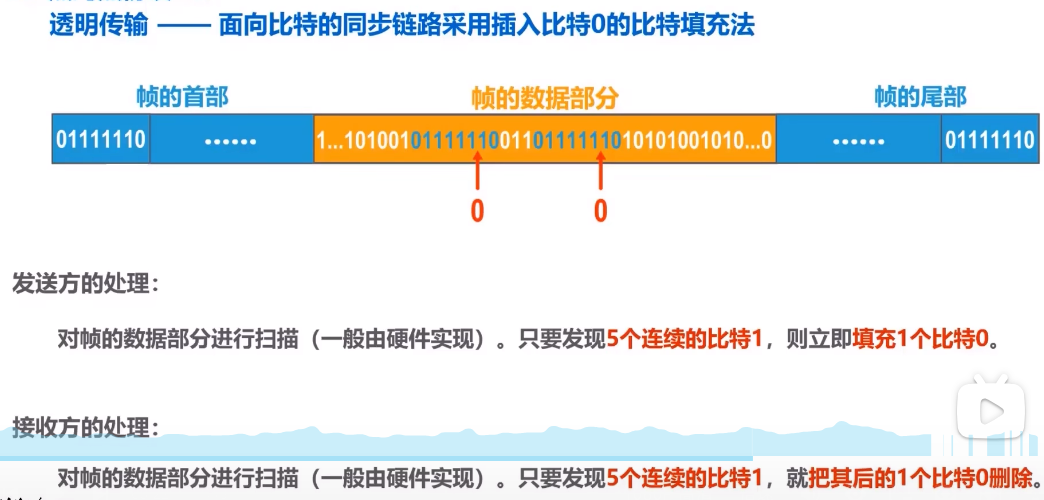 透明传输 —— 面向比特的同步链路采用插入比特0的比特填充法
帧的首部 帧的数据部分 帧的尾部
01111110 …… 1…101001011111100110111111010101001010…0 …… 01111110
0 0
发送方的处理：
对帧的数据部分进行扫描（一般由硬件实现）。只要发现5个连续的比特1，则立即填充1个比特0。
接收方的处理：
对帧的数据部分进行扫描（一般由硬件实现）。只要发现5个连续的比特1，就把其后的1个比特0删除。